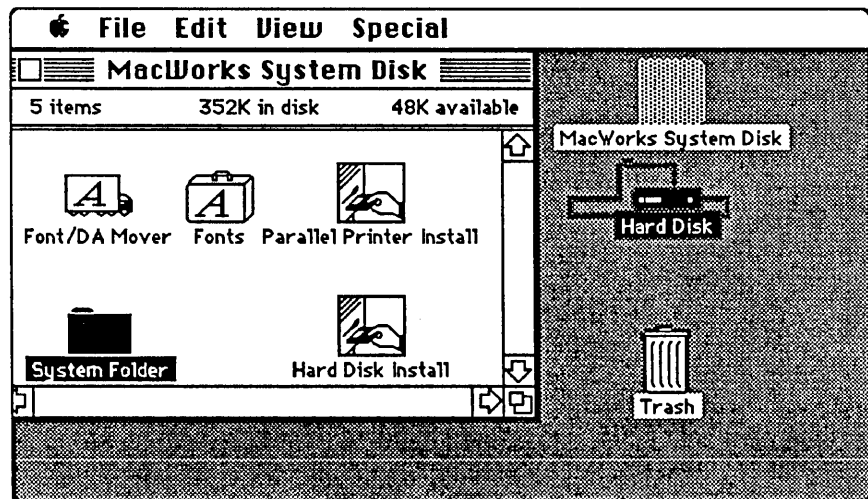 File Edit View Special
MacWorks System Disk
5 items 352K in disk 48K available
MacWorks System Disk
Hard Disk
Font/DA Mover Fonts Parallel Printer Install
System Folder Hard Disk Install
Trash